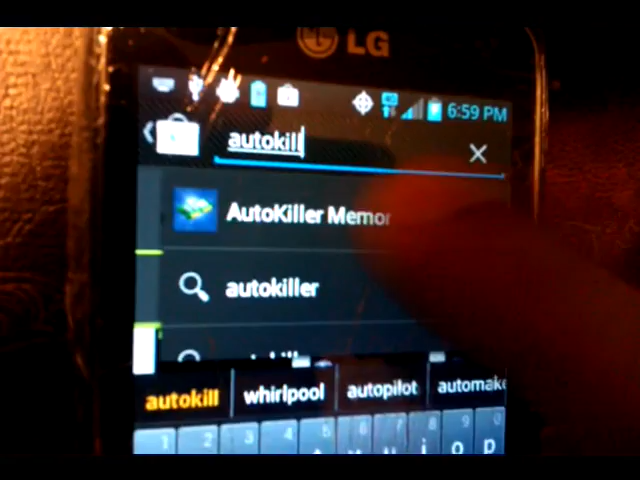 LG
6:59 PM
autokill
AutoKiller Memor
autokiller
autokill whirlpool autopilot automake
1 2 3 4 5 6 7 8 9 0
u i o p